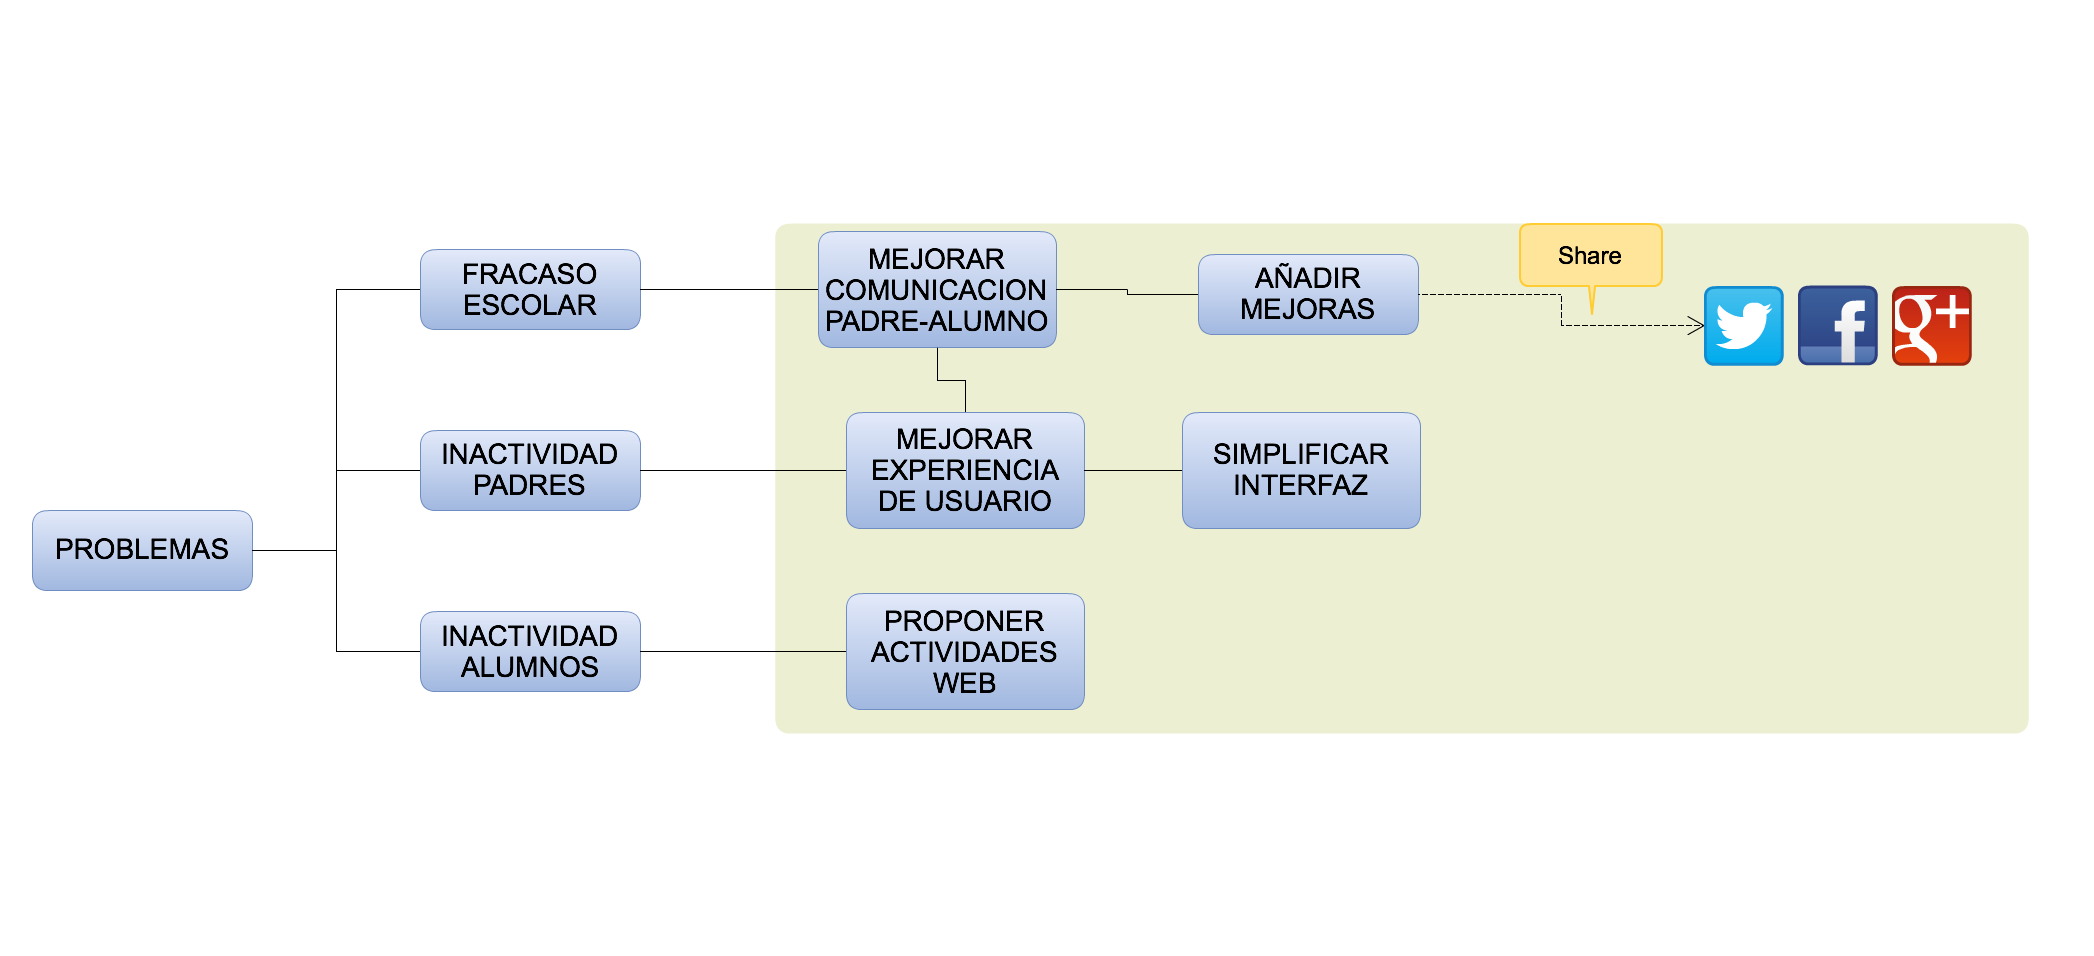 FRACASO
ESCOLAR
MEJORAR
COMUNICACION
PADRE-ALUMNO
AÑADIR
MEJORAS
Share
f
g+
INACTIVIDAD
PADRES
MEJORAR
EXPERIENCIA
DE USUARIO
SIMPLIFICAR
INTERFAZ
PROBLEMAS
INACTIVIDAD
ALUMNOS
PROPONER
ACTIVIDADES
WEB